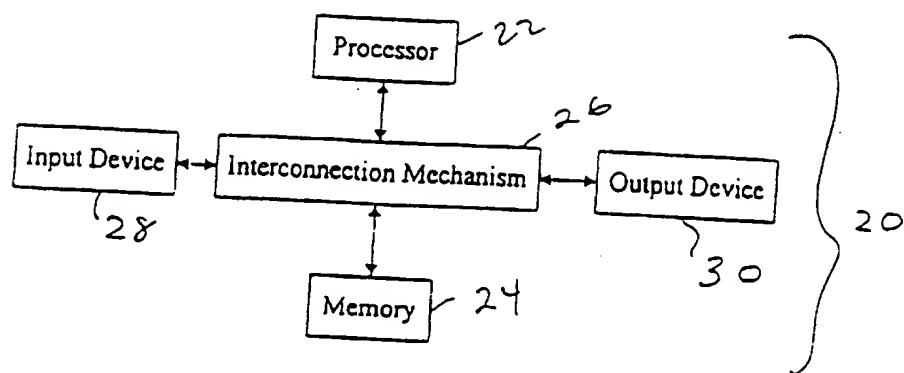 Processor
22
26
Input Device
Interconnection Mechanism
Output Device
28
30
20
Memory
24